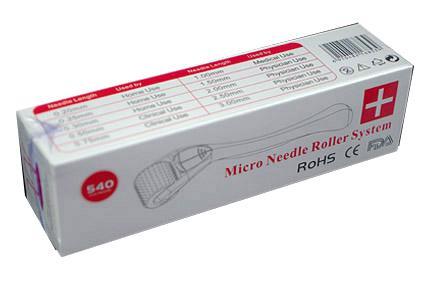 Needle Length Used by Needle Length Used by
0.20mm Home Use 1.00mm Medical Use
0.25mm Home Use 1.50mm Physician Use
0.30mm Home Use 2.00mm Physician Use
0.50mm Clinical Use 2.50mm Physician Use
0.75mm Clinical Use 3.00mm Physician Use
540
Micro Needle Roller System
RoHS CE FDA